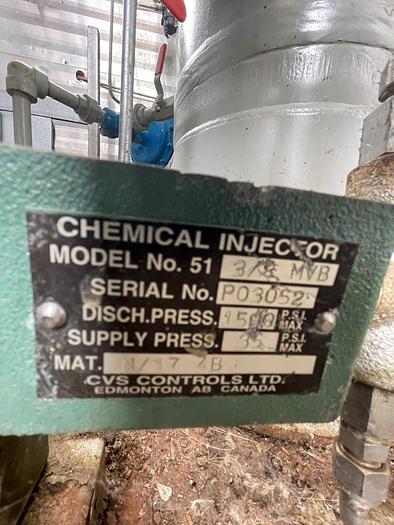 CHEMICAL INJECTOR
MODEL No. 51 3/8 MVB
SERIAL No. PO3052
DISCH.PRESS. 1500 P.S.I. MAX
SUPPLY PRESS. 35 P.S.I. MAX
MAT.
CVS CONTROLS LTD.
EDMONTON AB CANADA